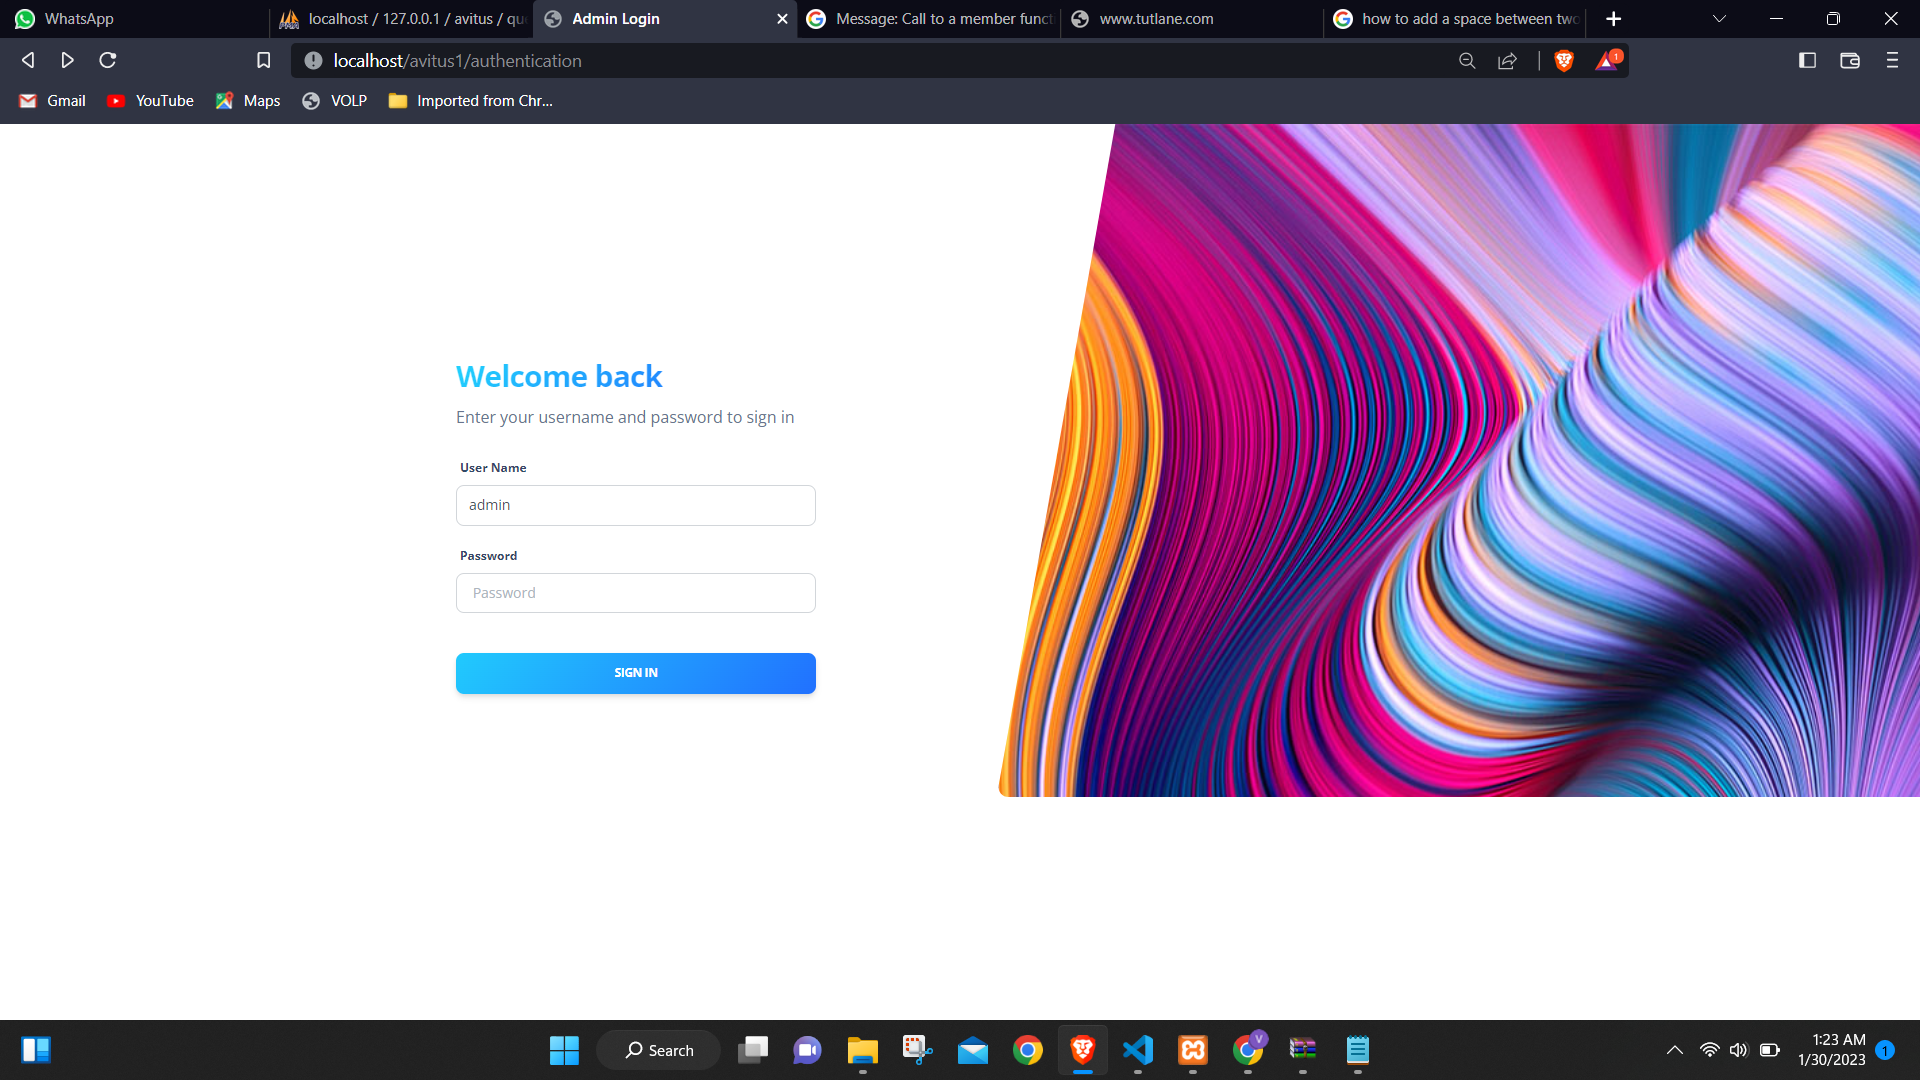 WhatsApp
localhost / 127.0.0.1 / avitus / qu
Admin Login
Message: Call to a member funct
www.tutlane.com
how to add a space between two
localhost/avitus1/authentication
1
Gmail
YouTube
Maps
VOLP
Imported from Chr...
Welcome back
Enter your username and password to sign in
User Name
admin
Password
Password
SIGN IN
Search
V
1:23 AM
1/30/2023
1